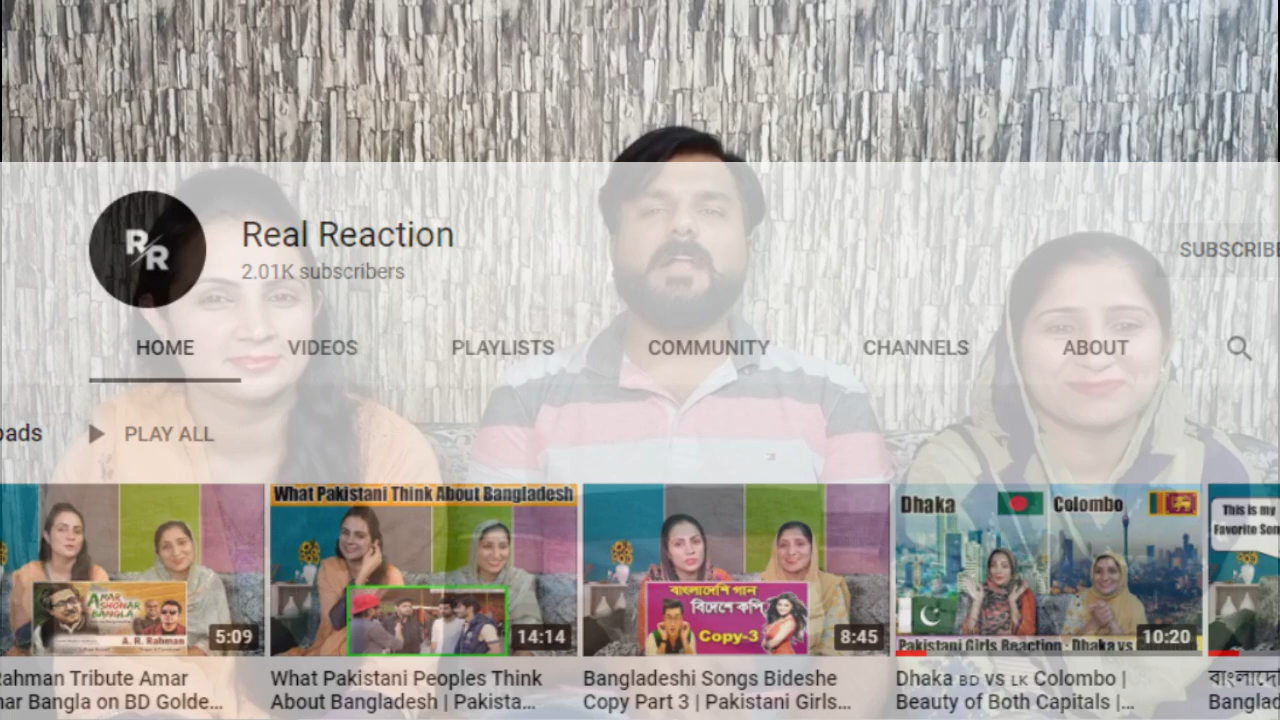 R/R
Real Reaction
2.01K subscribers
SUBSCRIBE
HOME
VIDEOS
PLAYLISTS
COMMUNITY
CHANNELS
ABOUT
oads
PLAY ALL
AMAR
SHONAR
BANGLA
A. R. Rahman
5:09
What Pakistani Think About Bangladesh
14:14
বাংলাদেশি গান
বিদেশে কপি
Copy-3
8:45
Dhaka
Colombo
Pakistani Girls Reaction - Dhaka vs
10:20
This is my
Favorite Son
Rahman Tribute Amar
nar Bangla on BD Golde...
What Pakistani Peoples Think
About Bangladesh | Pakista...
Bangladeshi Songs Bideshe
Copy Part 3 | Pakistani Girls...
Dhaka BD vs LK Colombo |
Beauty of Both Capitals |...
বাংলাদে
Banglad